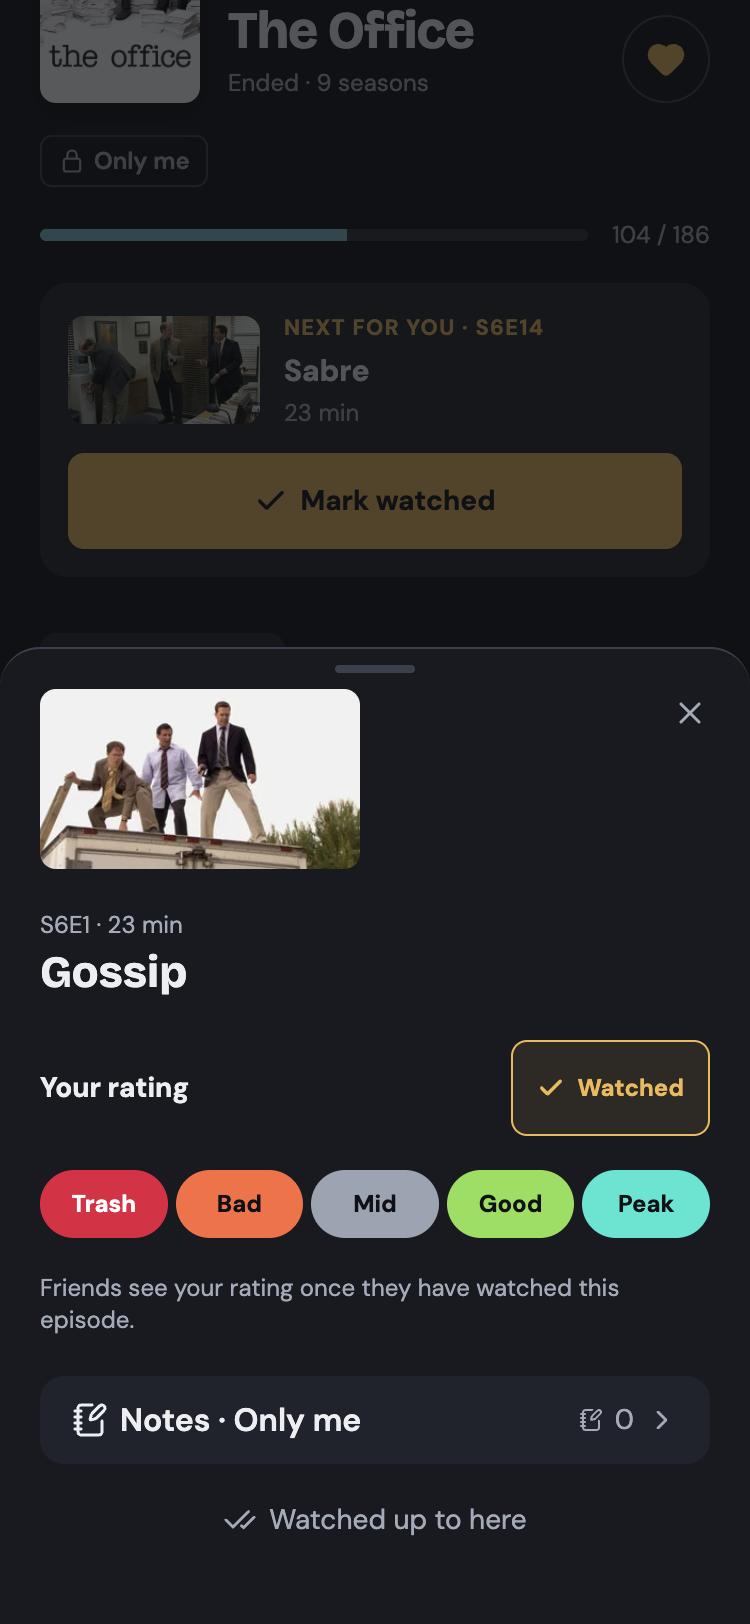 the office
The Office
Ended · 9 seasons
Only me
104 / 186
NEXT FOR YOU · S6E14
Sabre
23 min
Mark watched
S6E1 · 23 min
Gossip
Your rating
Watched
Trash
Bad
Mid
Good
Peak
Friends see your rating once they have watched this
episode.
Notes · Only me
0
Watched up to here